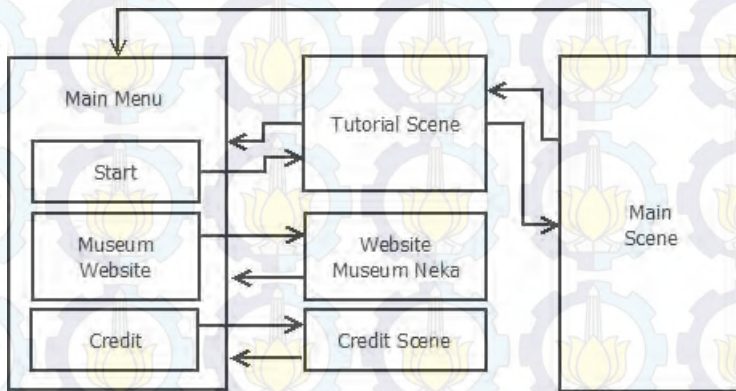 Main Menu
Start
Museum
Website
Credit
Tutorial Scene
Website
Museum Neka
Credit Scene
Main
Scene